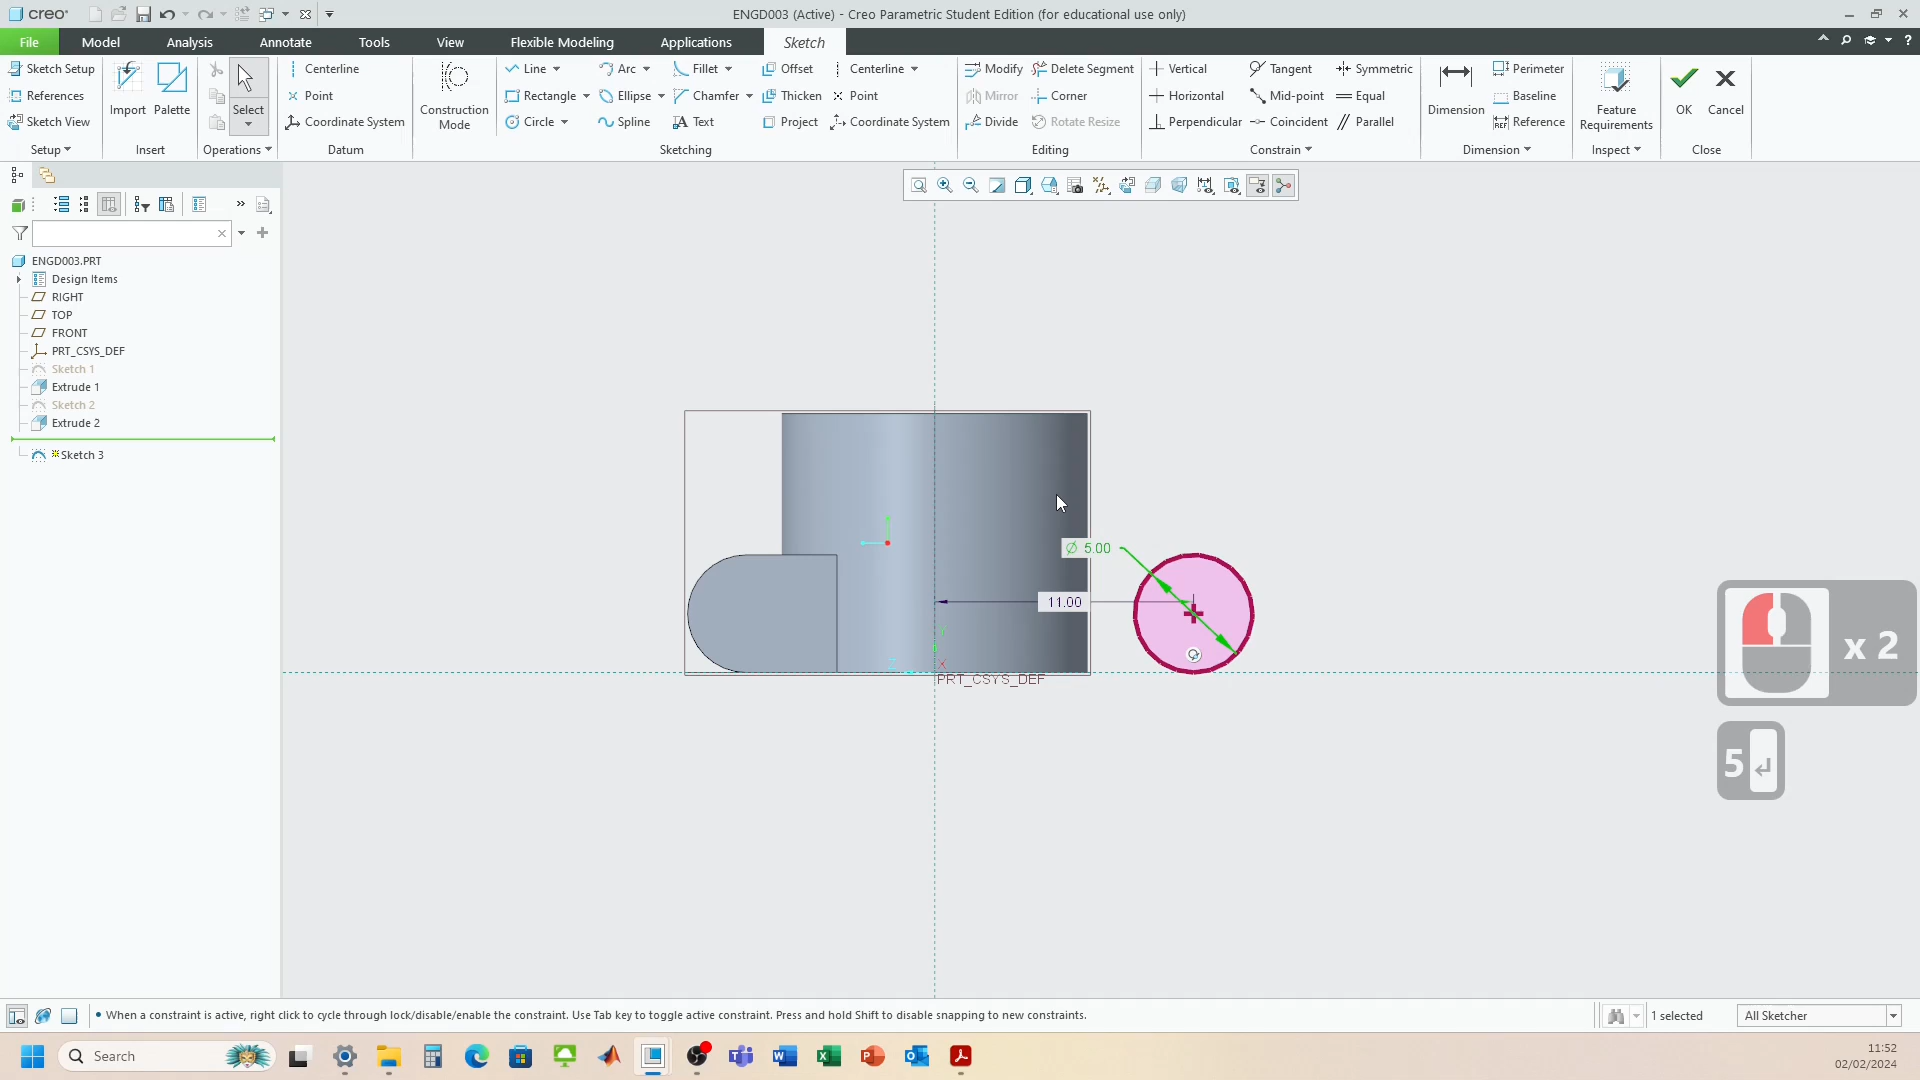 creo
ENGD003 (Active) - Creo Parametric Student Edition (for educational use only)
File Model Analysis Annotate Tools View Flexible Modeling Applications Sketch
Sketch Setup
References
Sketch View
Setup
Import Palette
Insert
Select
Operations
Centerline
Point
Coordinate System
Datum
Construction
Mode
Line Arc Fillet Offset Centerline
Rectangle Ellipse Chamfer Thicken Point
Circle Spline Text Project Coordinate System
Sketching
Modify Delete Segment
Mirror Corner
Divide Rotate Resize
Editing
Vertical Tangent Symmetric
Horizontal Mid-point Equal
Perpendicular Coincident Parallel
Constrain
Dimension
Perimeter
Baseline
Reference
Dimension
Feature
Requirements
Inspect
OK Cancel
Close
ENGD003.PRT
Design Items
RIGHT
TOP
FRONT
PRT_CSYS_DEF
Sketch 1
Extrude 1
Sketch 2
Extrude 2
Sketch 3
Ø 5.00
11.00
Y
Z X
PRT_CSYS_DEF
x 2
5
• When a constraint is active, right click to cycle through lock/disable/enable the constraint. Use Tab key to toggle active constraint. Press and hold Shift to disable snapping to new constraints.
1 selected
All Sketcher
Search
11:52
02/02/2024